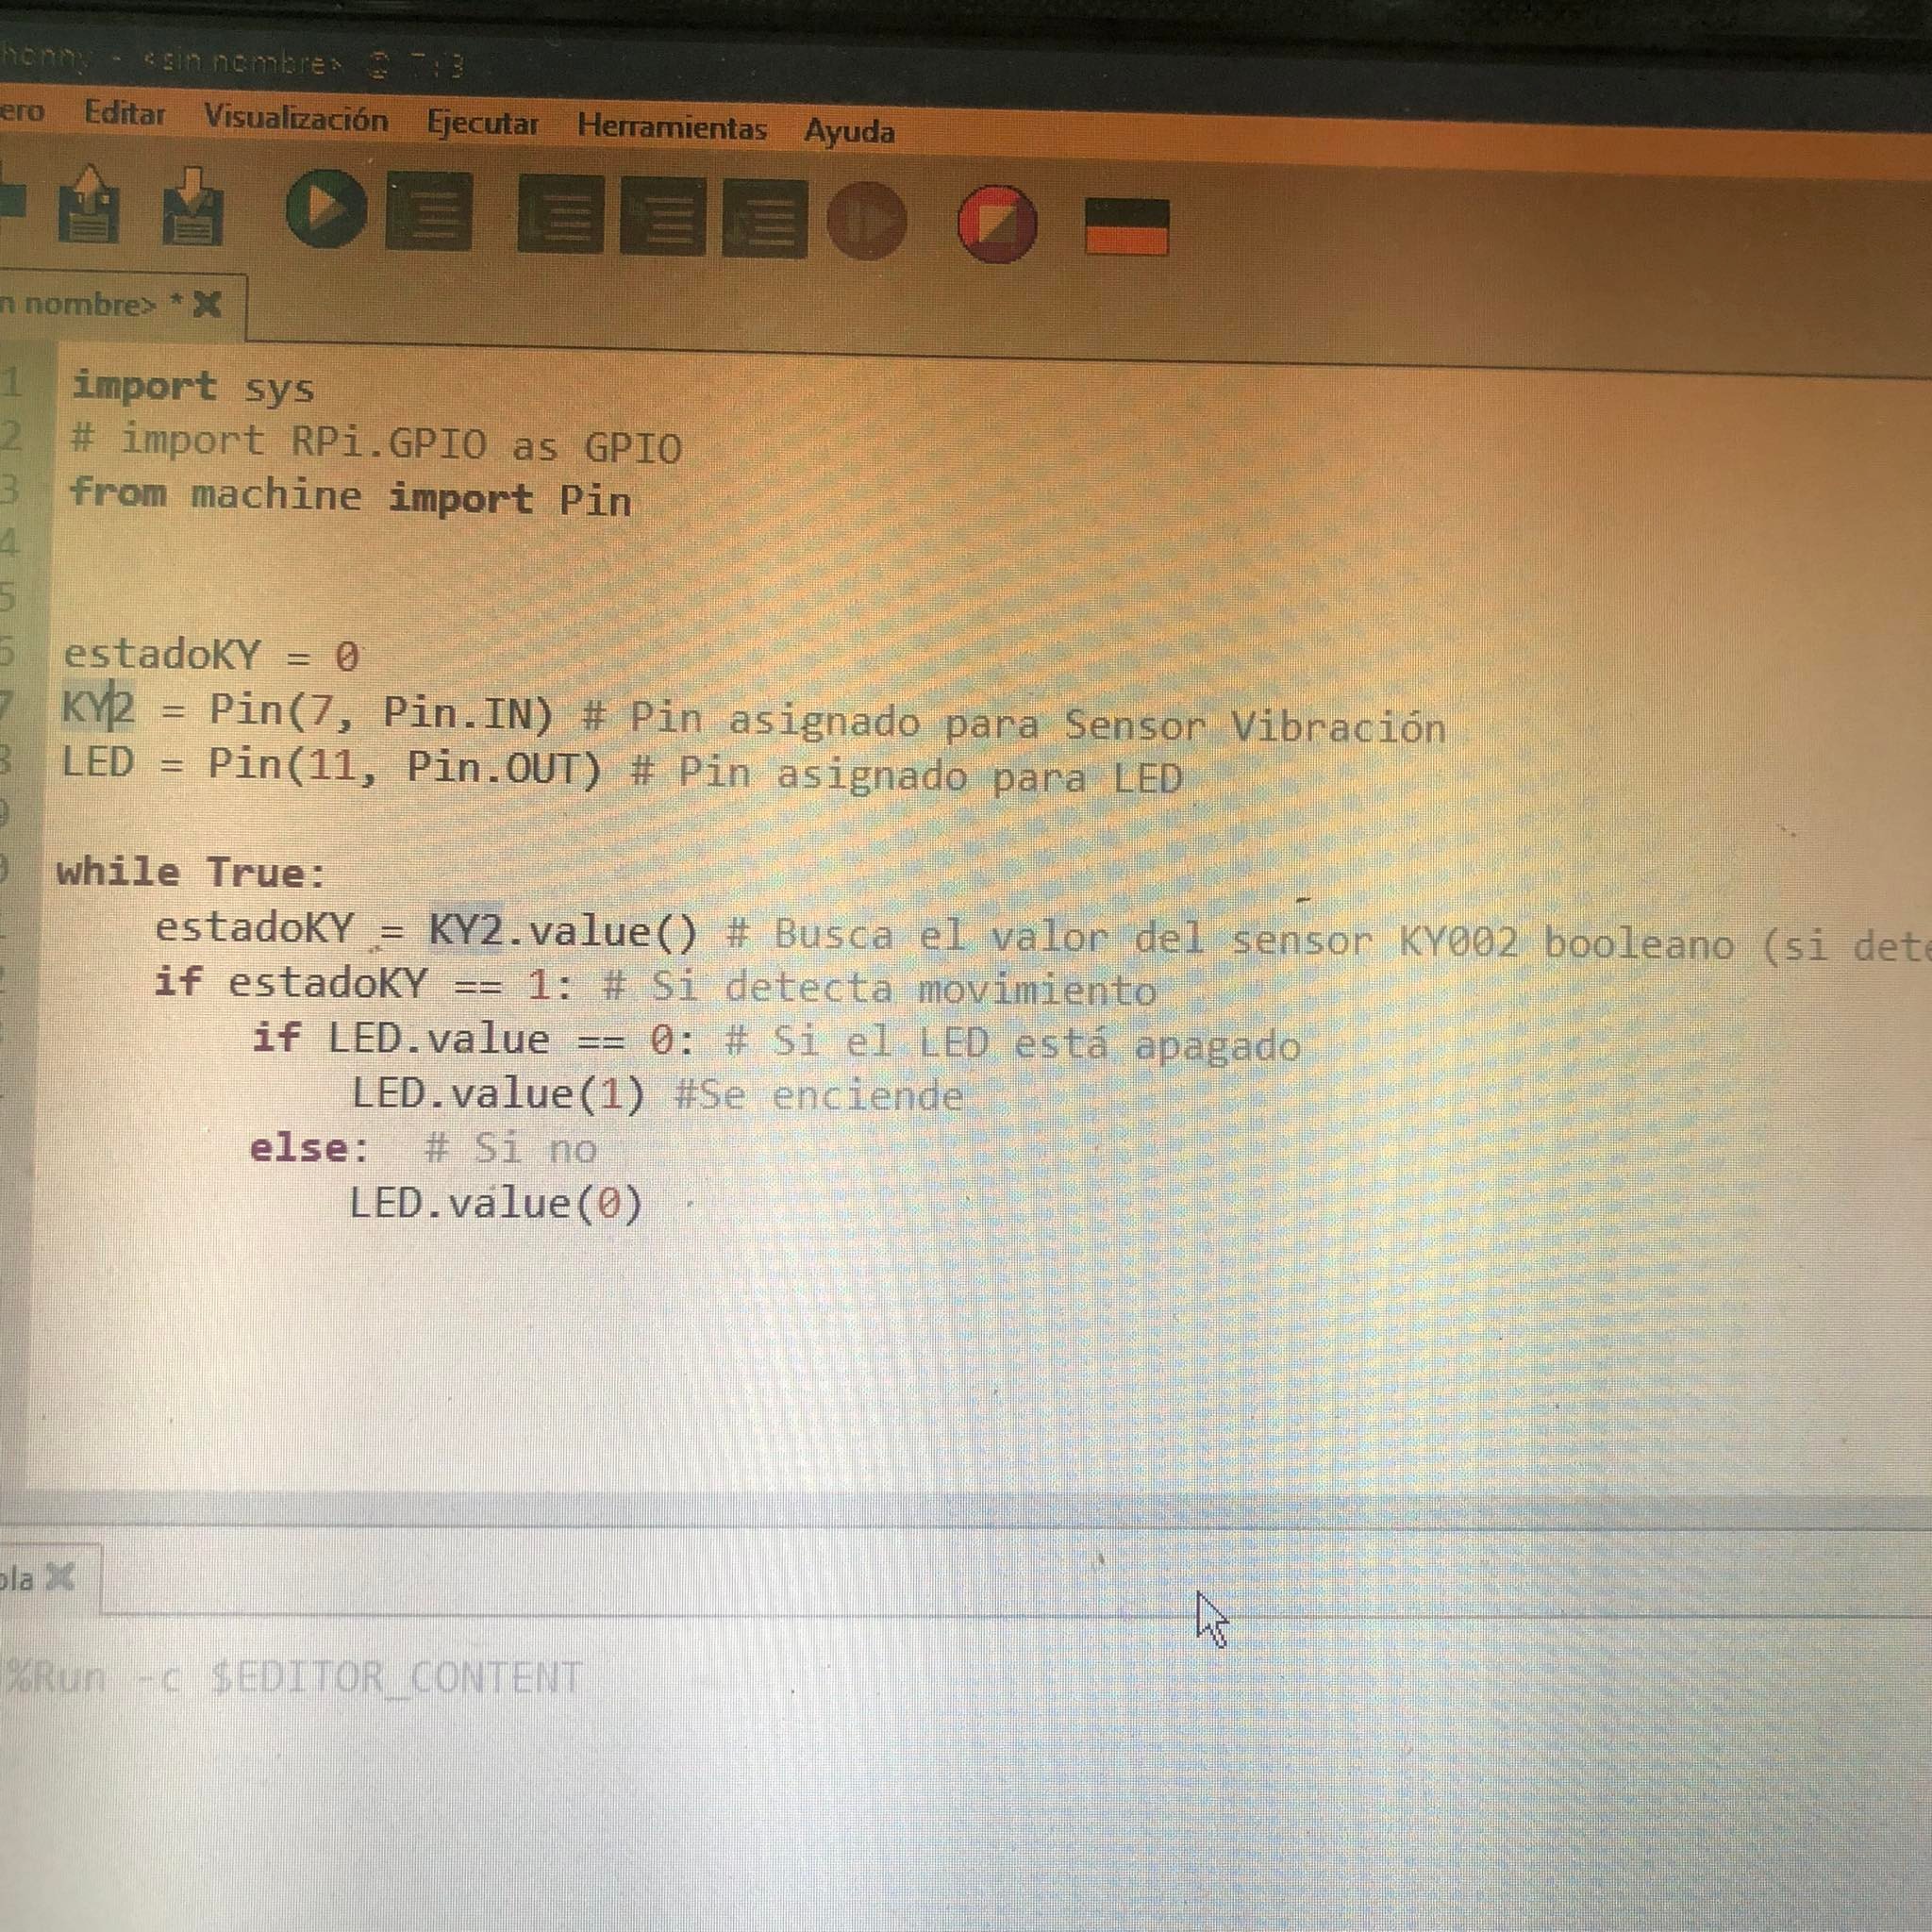 honny - <sin nombre> @ 7:3
ero Editar Visualización Ejecutar Herramientas Ayuda
n nombre> *
1 import sys
2 # import RPi.GPIO as GPIO
3 from machine import Pin
4
5
6 estadoKY = 0
7 KY2 = Pin(7, Pin.IN) # Pin asignado para Sensor Vibración
8 LED = Pin(11, Pin.OUT) # Pin asignado para LED
9
0 while True:
estadoKY = KY2.value() # Busca el valor del sensor KY002 booleano (si dete
if estadoKY == 1: # Si detecta movimiento
if LED.value == 0: # Si el LED está apagado
LED.value(1) #Se enciende
else: # Si no
LED.value(0)
ola
%Run -c $EDITOR_CONTENT